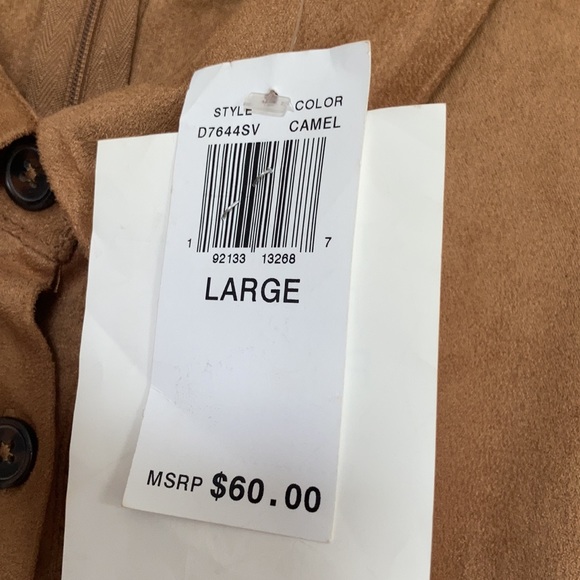 STYLE COLOR
D7644SV CAMEL
1 92133 13268 7
LARGE
MSRP $60.00